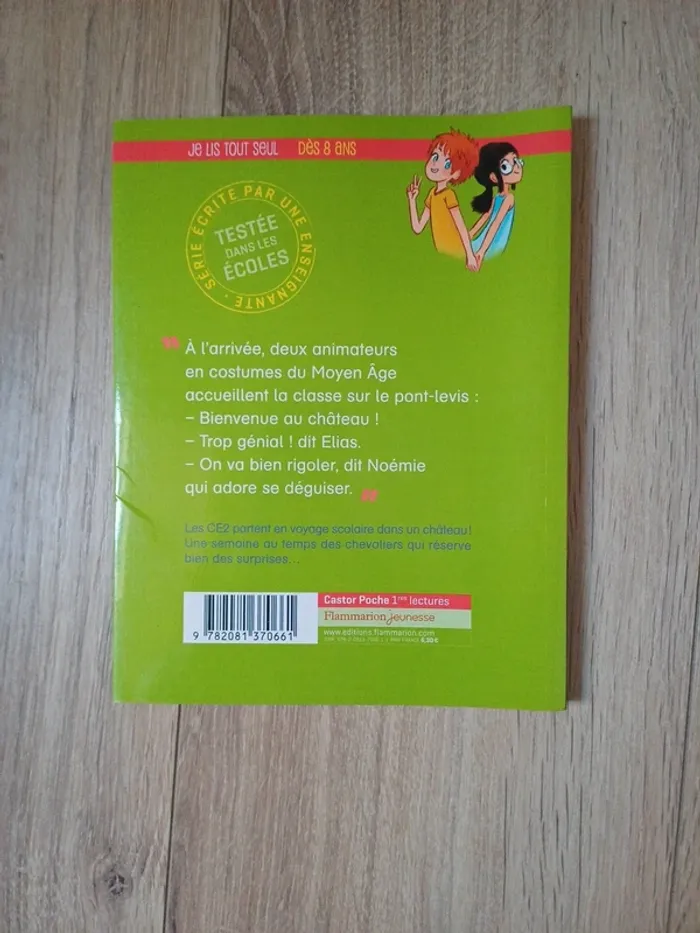 JE LIS TOUT SEUL DÈS 8 ANS
SÉRIE ÉCRITE PAR UNE ENSEIGNANTE
TESTÉE
DANS LES
ÉCOLES
" À l'arrivée, deux animateurs
en costumes du Moyen Âge
accueillent la classe sur le pont-levis :
– Bienvenue au château !
– Trop génial ! dit Elias.
– On va bien rigoler, dit Noémie
qui adore se déguiser. "
Les CE2 partent en voyage scolaire dans un château !
Une semaine au temps des chevaliers qui réserve
bien des surprises...
9 782081 370661
Castor Poche 1res lectures
Flammarion jeunesse
www.editions.flammarion.com